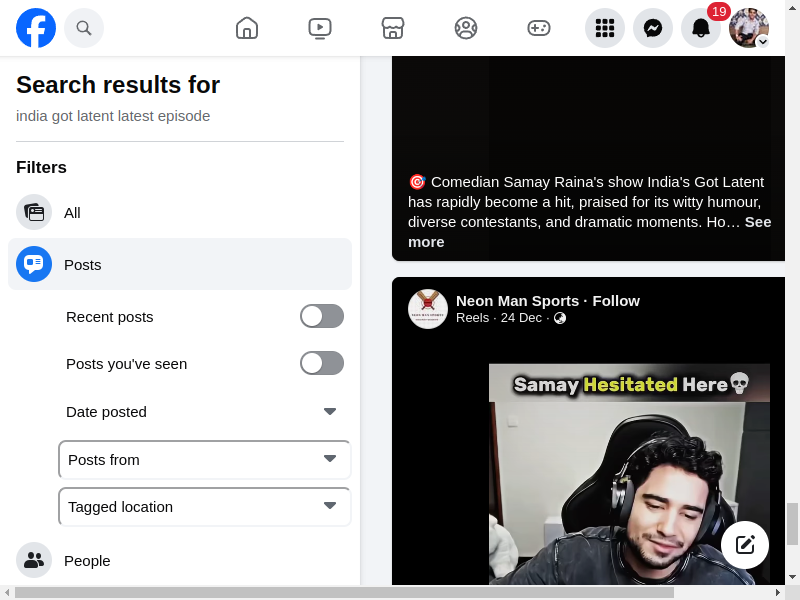 19
Search results for
india got latent latest episode
Filters
All
Posts
Recent posts
Posts you've seen
Date posted
Posts from
Tagged location
People
🎯 Comedian Samay Raina's show India's Got Latent
has rapidly become a hit, praised for its witty humour,
diverse contestants, and dramatic moments. Ho… See
more
Neon Man Sports · Follow
Reels · 24 Dec ·
Samay Hesitated Here💀